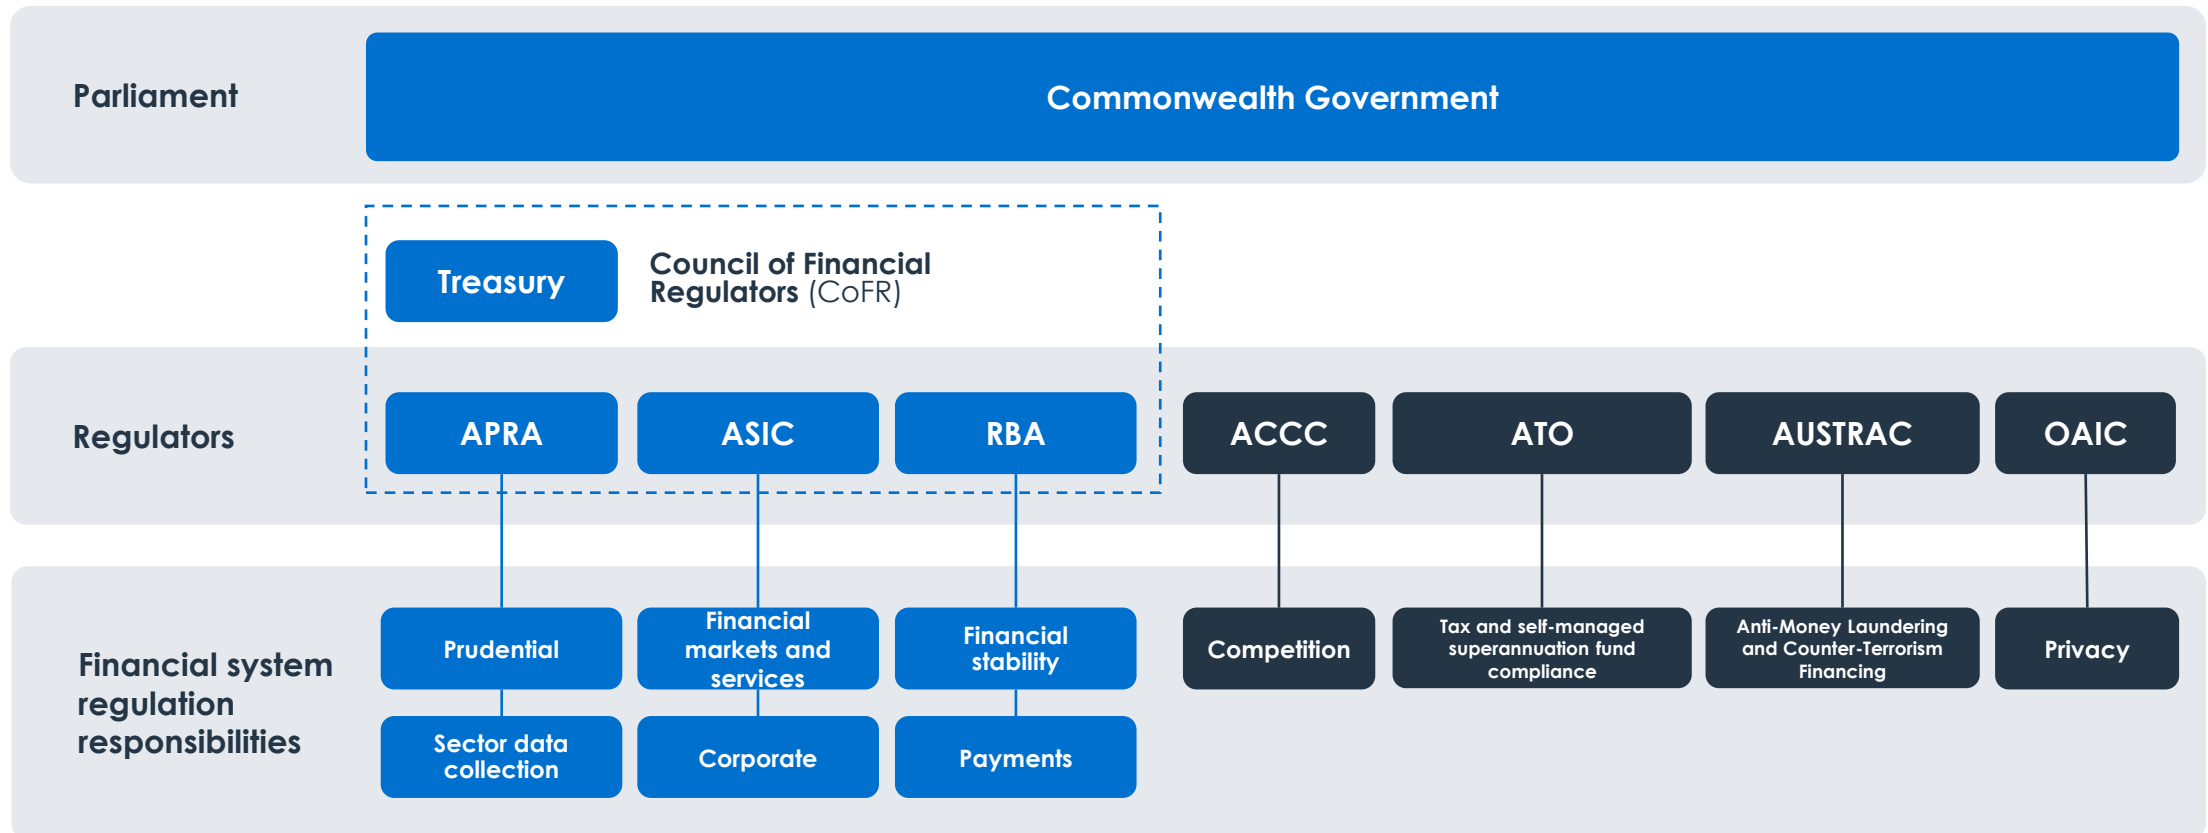 Parliament
Commonwealth Government
Treasury
Council of Financial
Regulators (CoFR)
Regulators
APRA
ASIC
RBA
ACCC
ATO
AUSTRAC
OAIC
Financial system
regulation
responsibilities
Prudential
Financial
markets and
services
Financial
stability
Competition
Tax and self-managed
superannuation fund
compliance
Anti-Money Laundering
and Counter-Terrorism
Financing
Privacy
Sector data
collection
Corporate
Payments